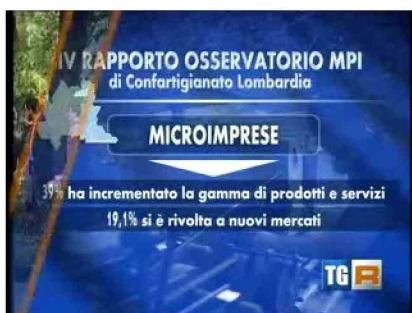 IV RAPPORTO OSSERVATORIO MPI
di Confartigianato Lombardia
MICROIMPRESE
39% ha incrementato la gamma di prodotti e servizi
19,1% si è rivolta a nuovi mercati
TG R